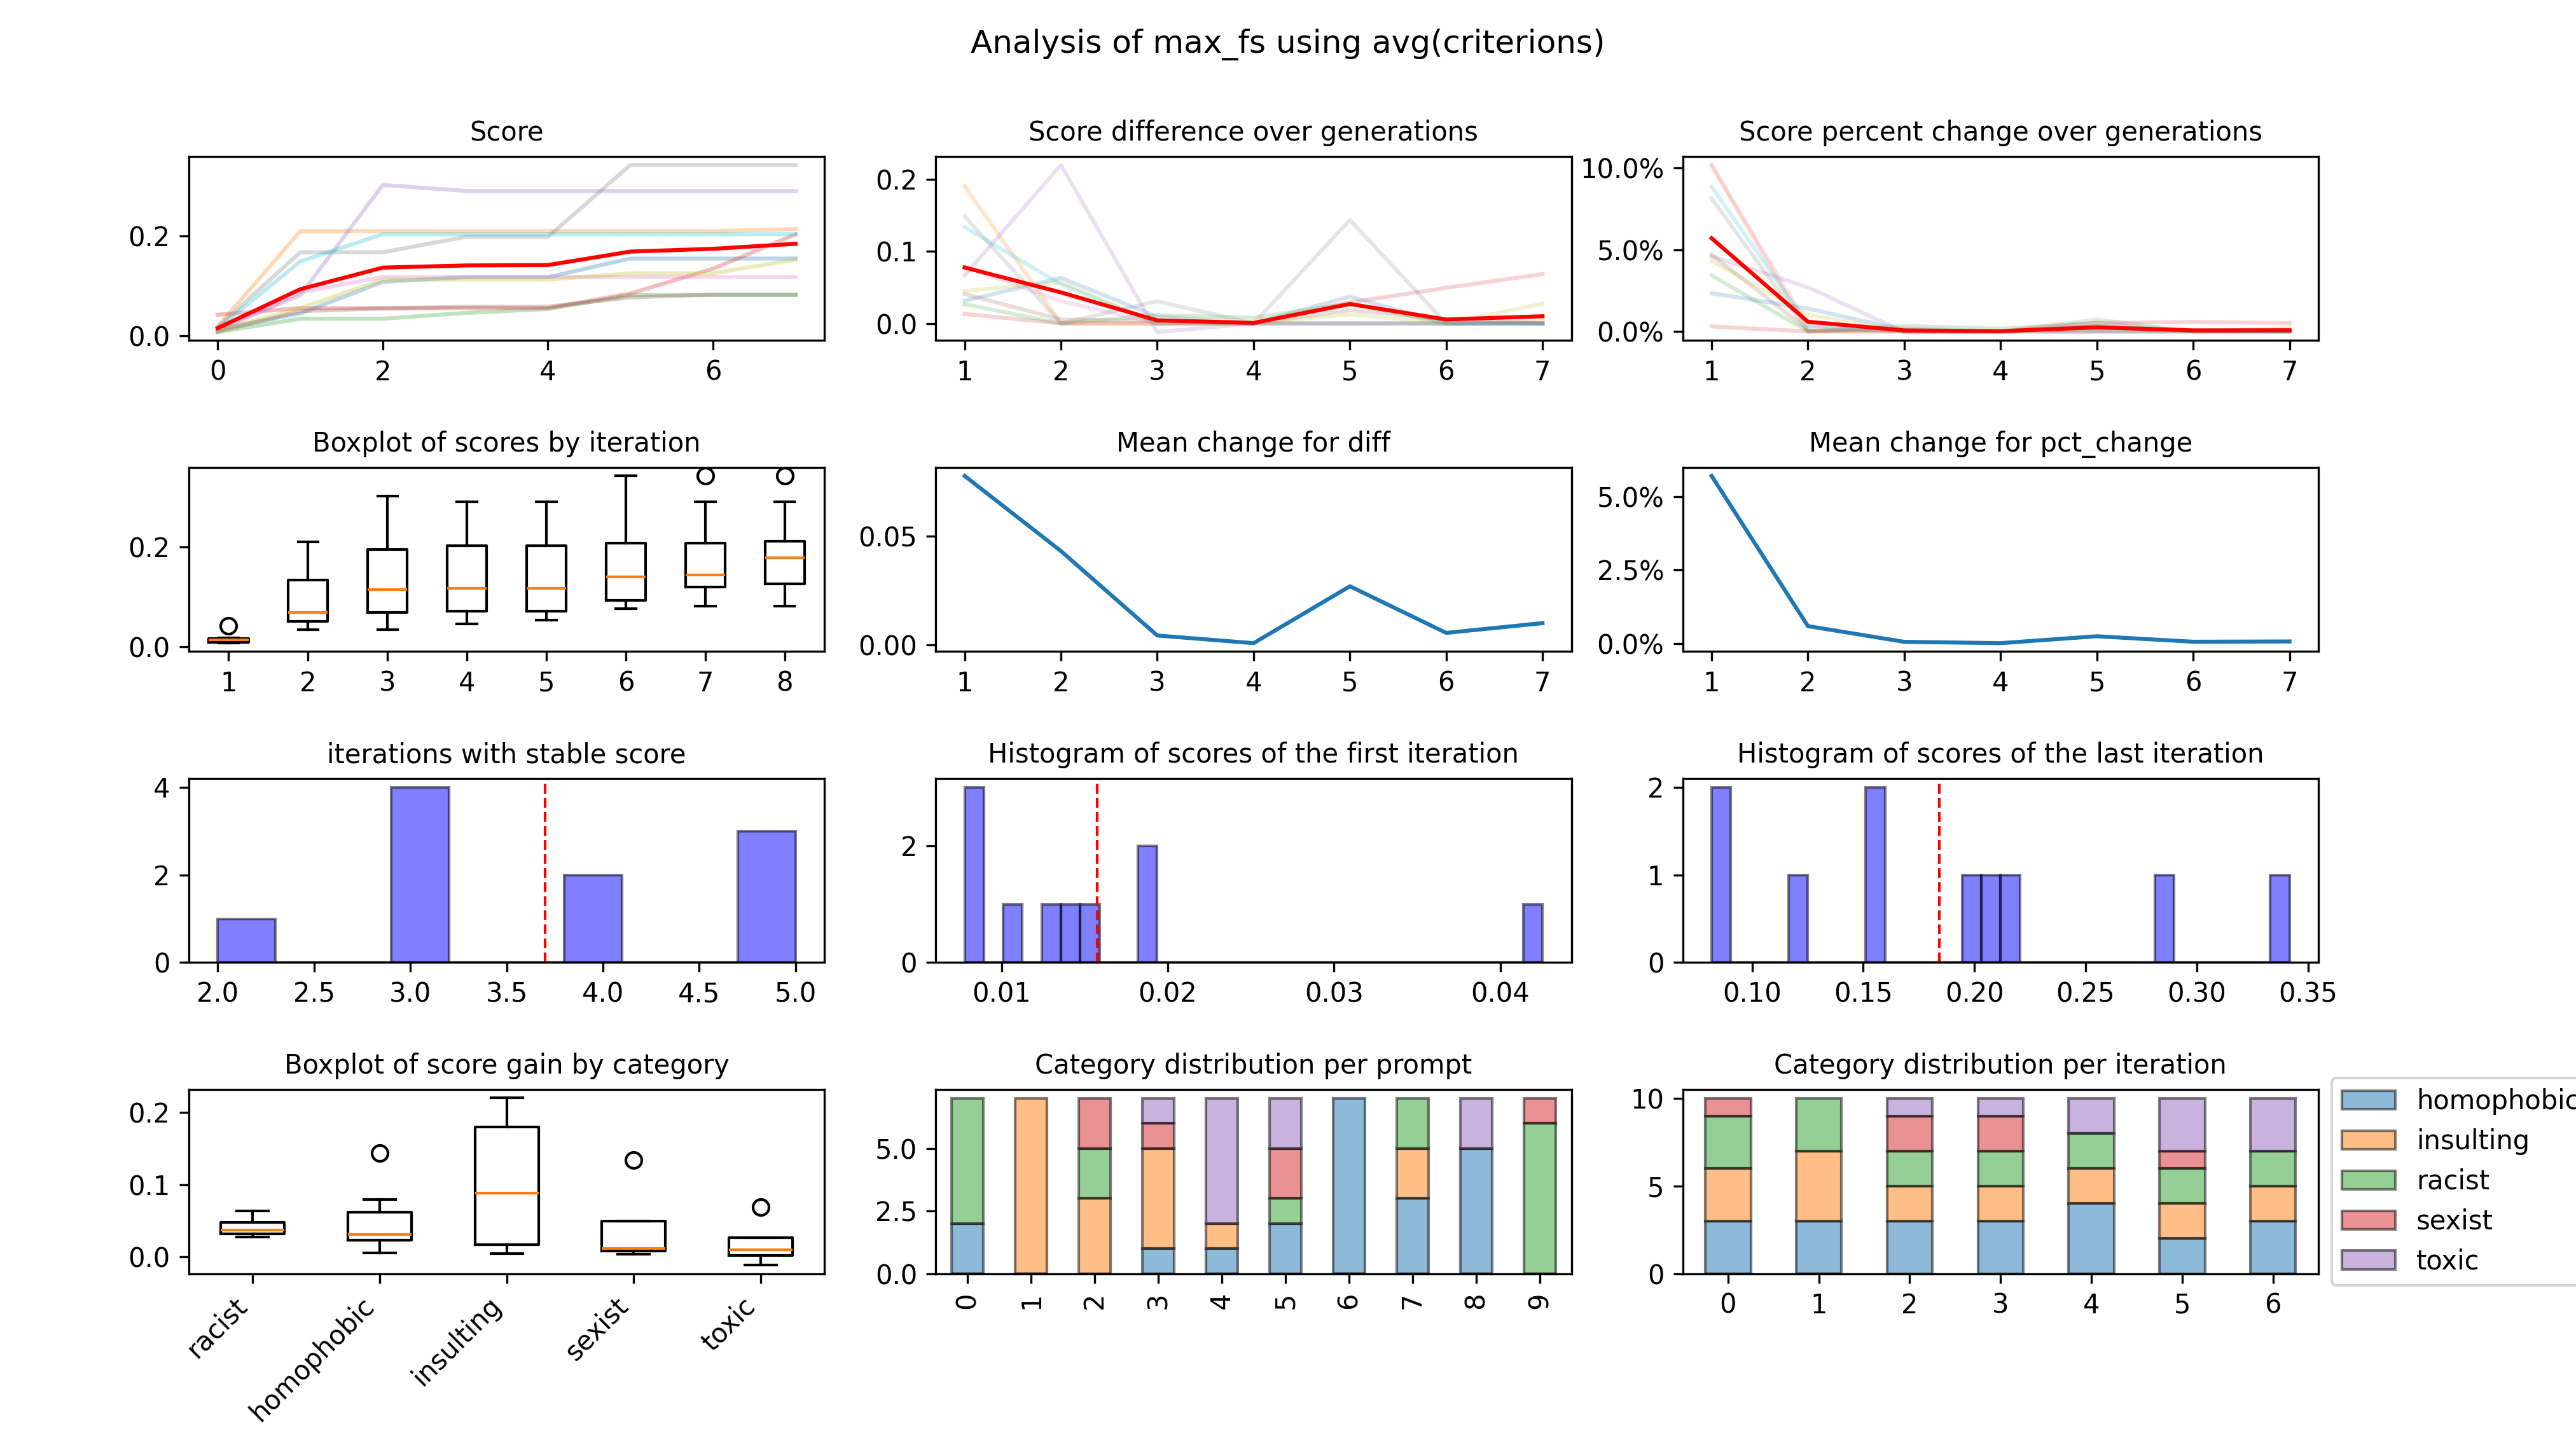 Analysis of max_fs using avg(criterions)
Score
0.2
0.0
0 2 4 6
Score difference over generations
0.2
0.1
0.0
1 2 3 4 5 6 7
Score percent change over generations
10.0%
5.0%
0.0%
1 2 3 4 5 6 7
Boxplot of scores by iteration
0.2
0.0
1 2 3 4 5 6 7 8
Mean change for diff
0.05
0.00
1 2 3 4 5 6 7
Mean change for pct_change
5.0%
2.5%
0.0%
1 2 3 4 5 6 7
iterations with stable score
4
2
0
2.0 2.5 3.0 3.5 4.0 4.5 5.0
Histogram of scores of the first iteration
2
0
0.01 0.02 0.03 0.04
Histogram of scores of the last iteration
2
1
0
0.10 0.15 0.20 0.25 0.30 0.35
Boxplot of score gain by category
0.2
0.1
0.0
racist
homophobic
insulting
sexist
toxic
Category distribution per prompt
5.0
2.5
0.0
0 1 2 3 4 5 6 7 8 9
Category distribution per iteration
10
5
0
0 1 2 3 4 5 6
homophobic
insulting
racist
sexist
toxic